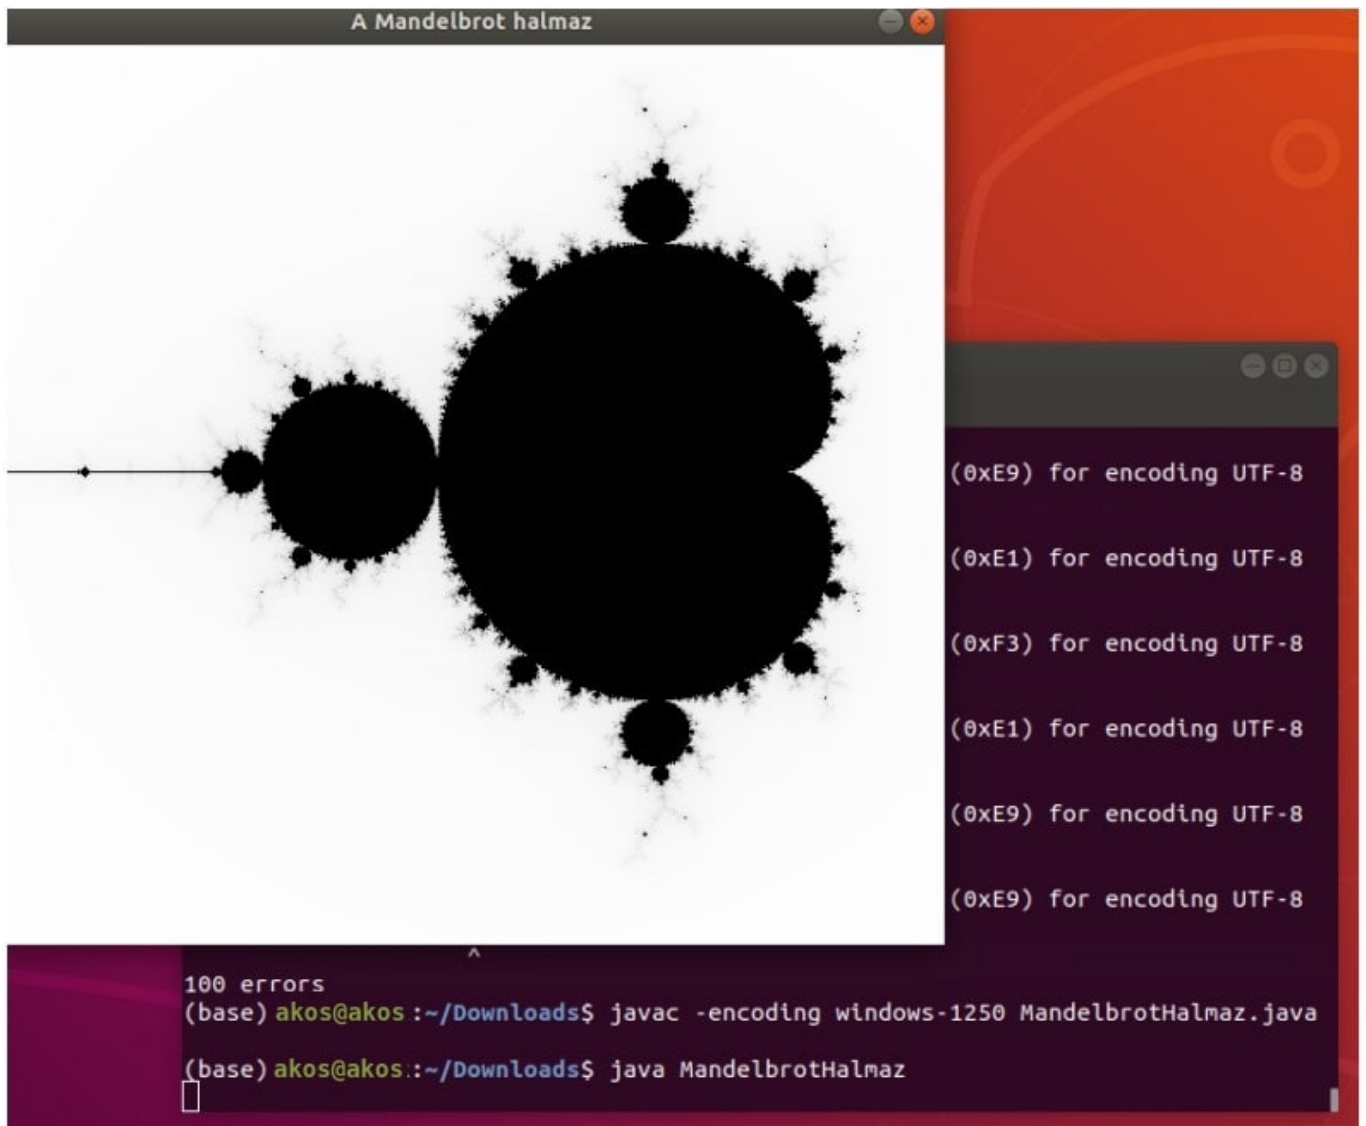 A Mandelbrot halmaz
(0xE9) for encoding UTF-8
(0xE1) for encoding UTF-8
(0xF3) for encoding UTF-8
(0xE1) for encoding UTF-8
(0xE9) for encoding UTF-8
(0xE9) for encoding UTF-8
^
100 errors
(base) akos@akos :~/Downloads$ javac -encoding windows-1250 MandelbrotHalmaz.java
(base) akos@akos.:~/Downloads$ java MandelbrotHalmaz